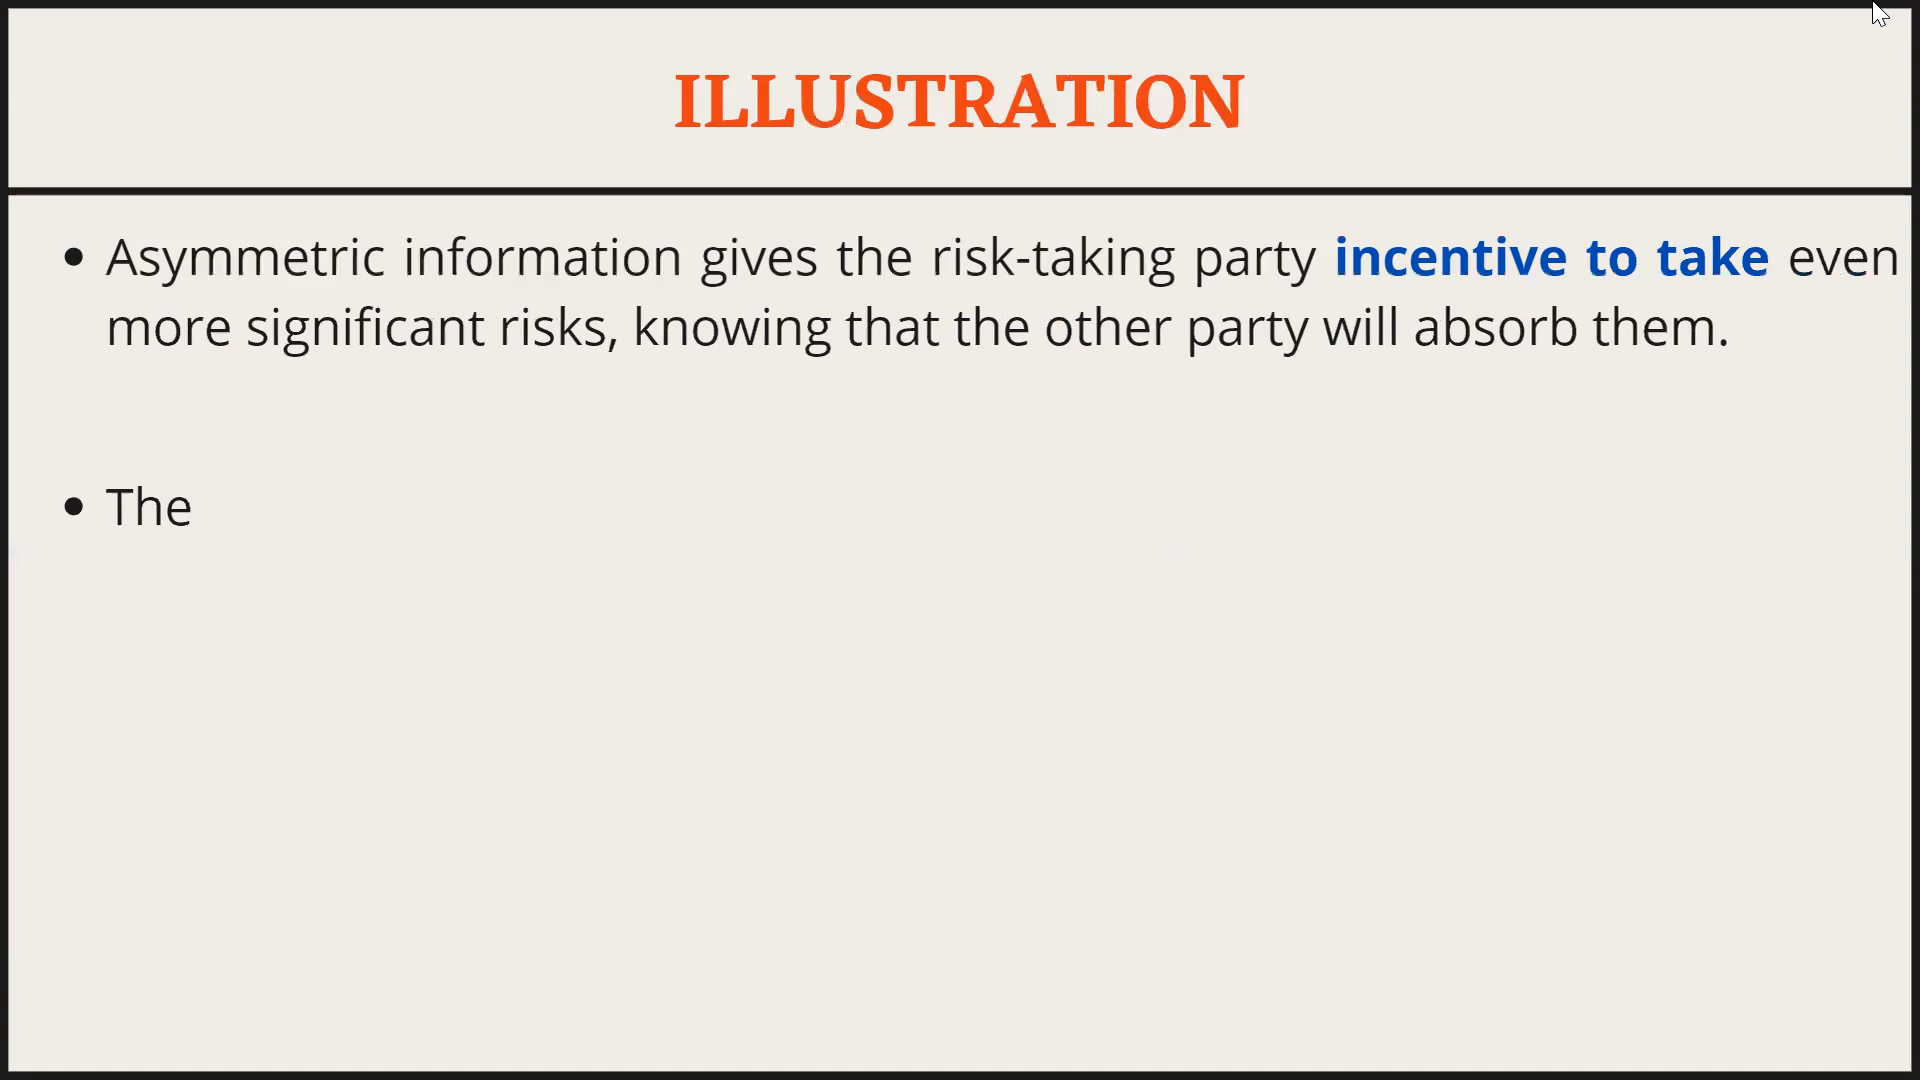 ILLUSTRATION
• Asymmetric information gives the risk-taking party incentive to take even
more significant risks, knowing that the other party will absorb them.
• The